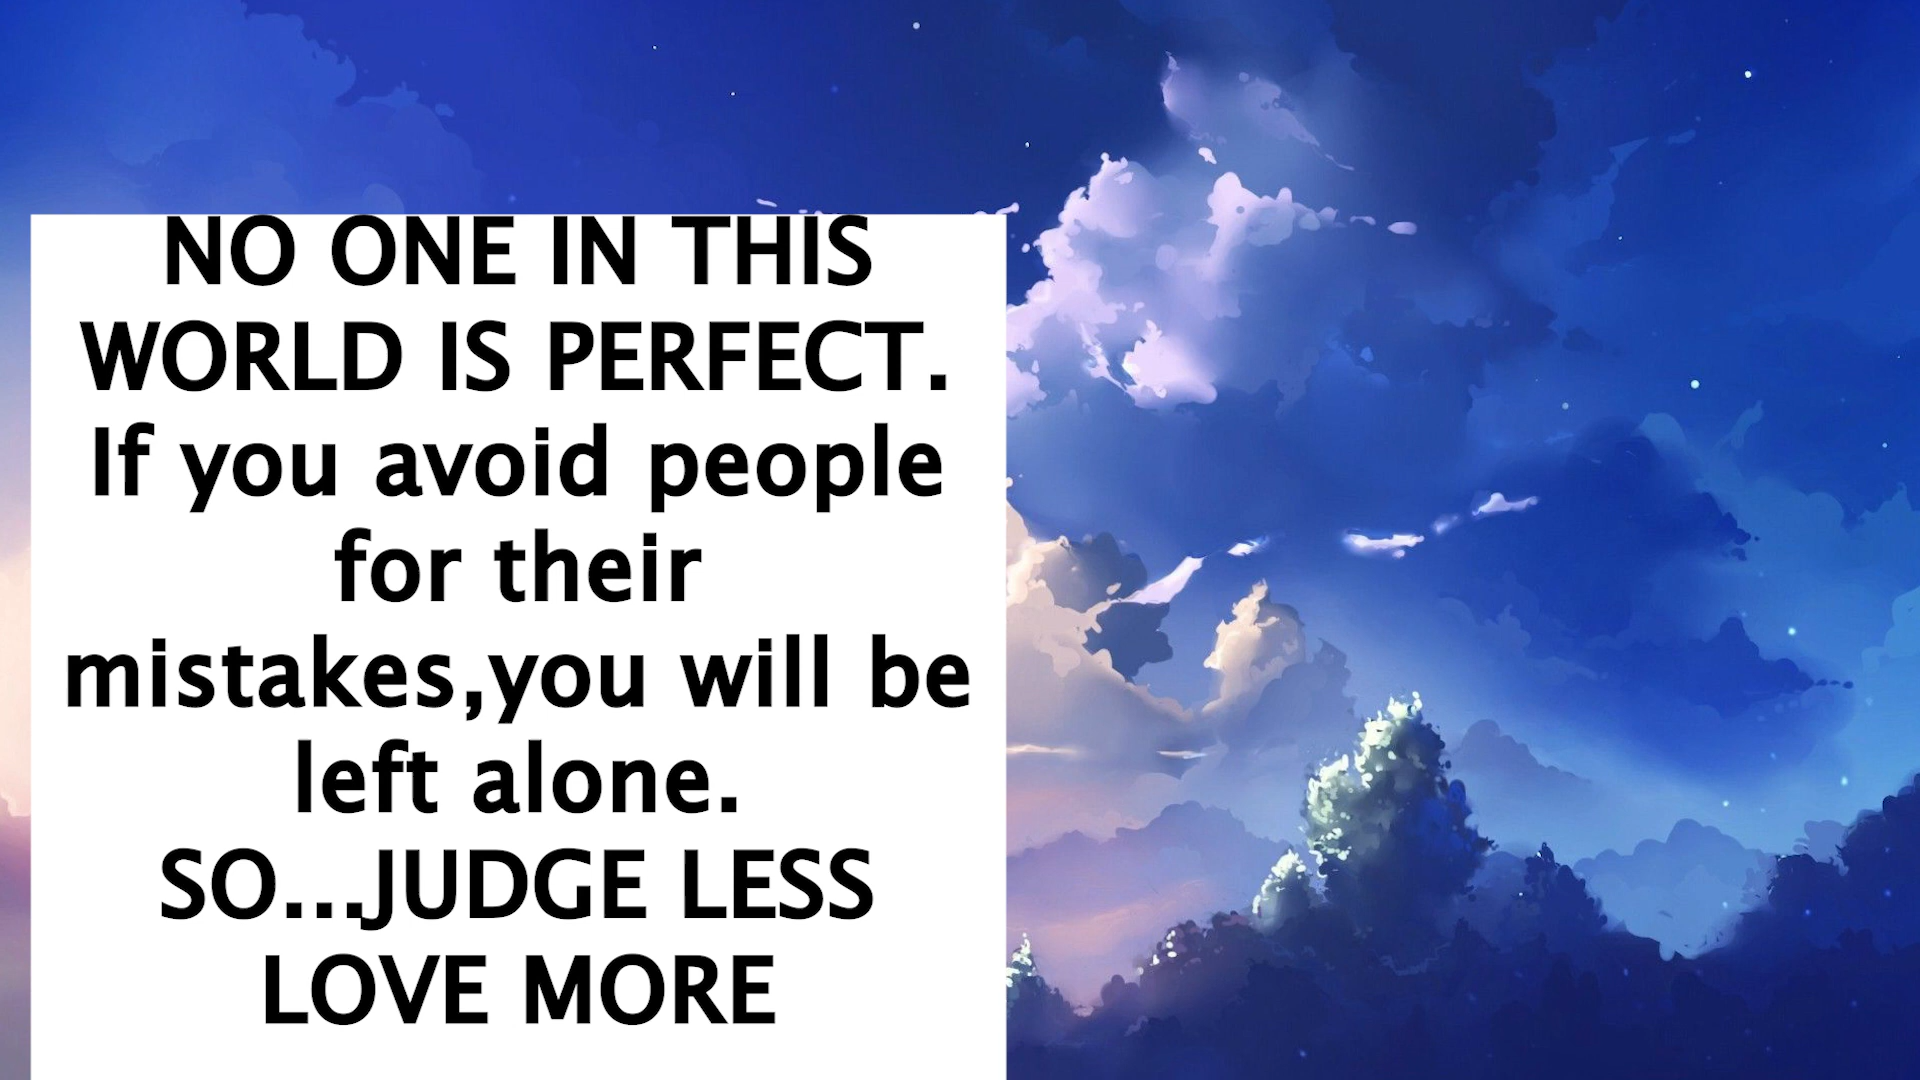 NO ONE IN THIS
WORLD IS PERFECT.
If you avoid people
for their
mistakes,you will be
left alone.
SO...JUDGE LESS
LOVE MORE